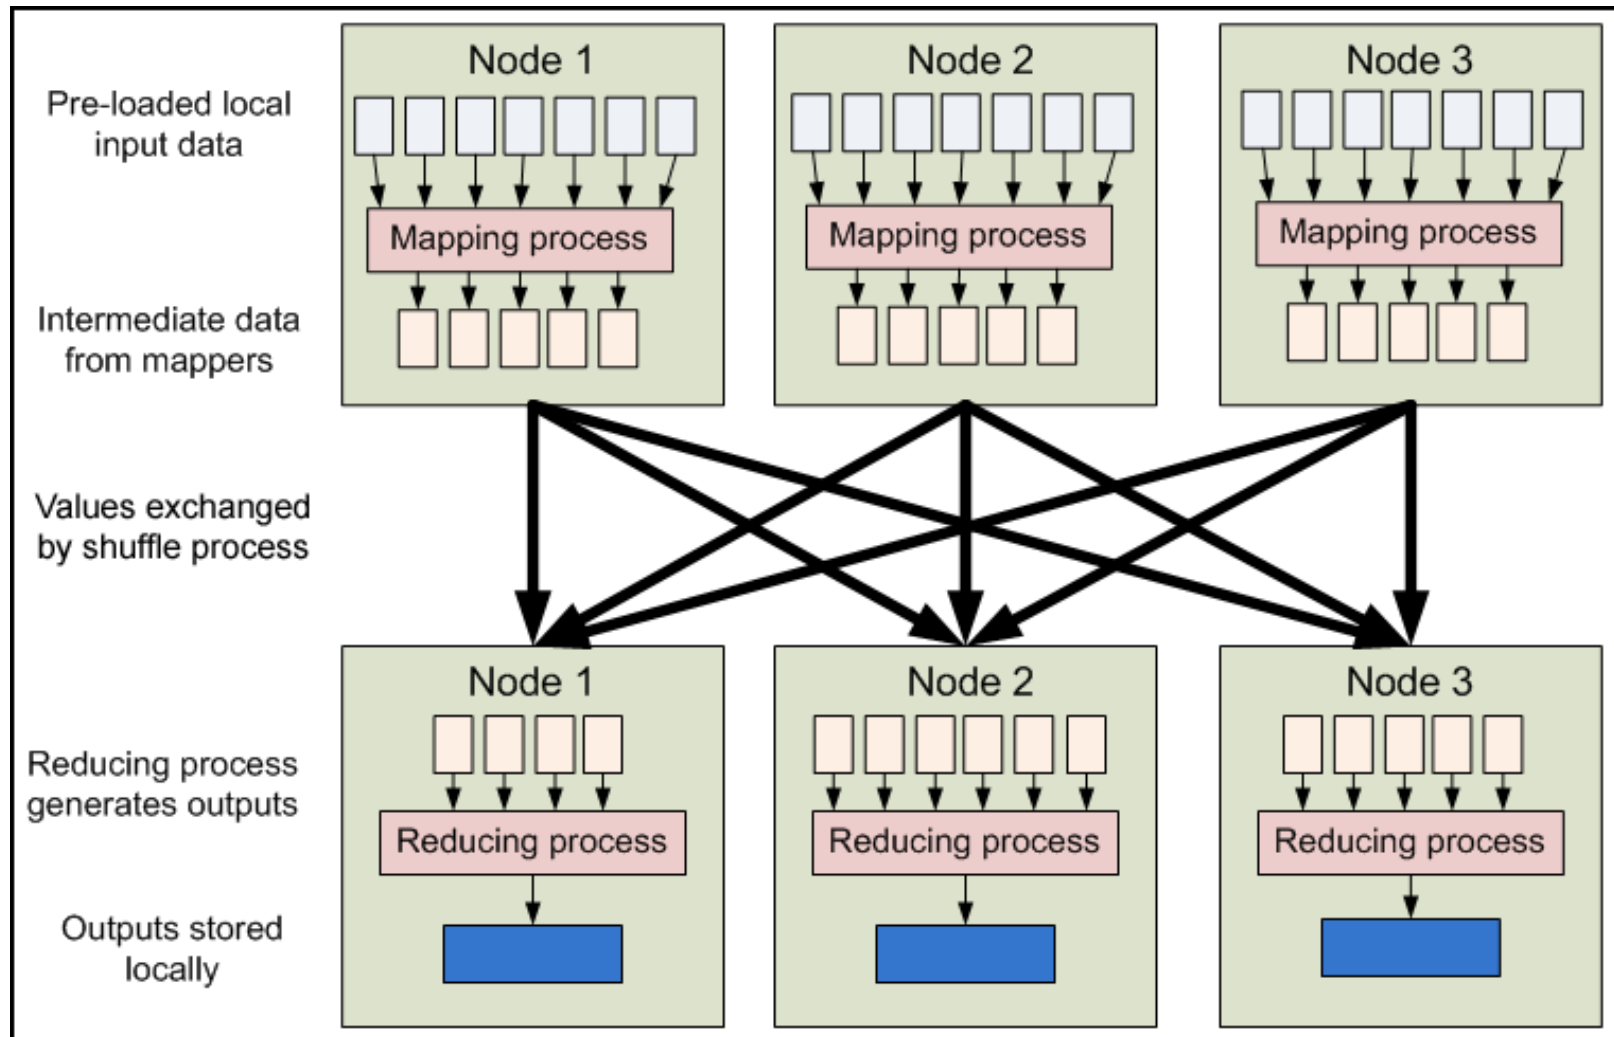 Node 1
Node 2
Node 3
Pre-loaded local
input data
Mapping process
Mapping process
Mapping process
Intermediate data
from mappers
Values exchanged
by shuffle process
Node 1
Node 2
Node 3
Reducing process
generates outputs
Reducing process
Reducing process
Reducing process
Outputs stored
locally